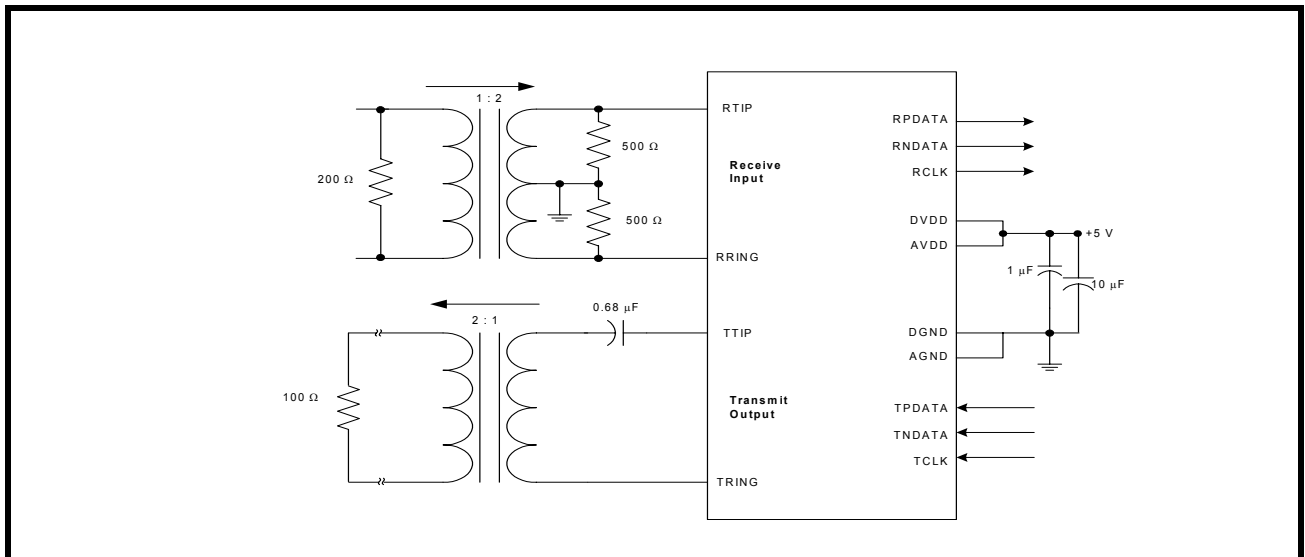 1 : 2
200 Ω
500 Ω
500 Ω
RTIP
Receive
Input
RRING
2 : 1
0.68 µF
100 Ω
TTIP
Transmit
Output
TRING
RPDATA
RNDATA
RCLK
DVDD
AVDD
+5 V
1 µF
10 µF
DGND
AGND
TPDATA
TNDATA
TCLK